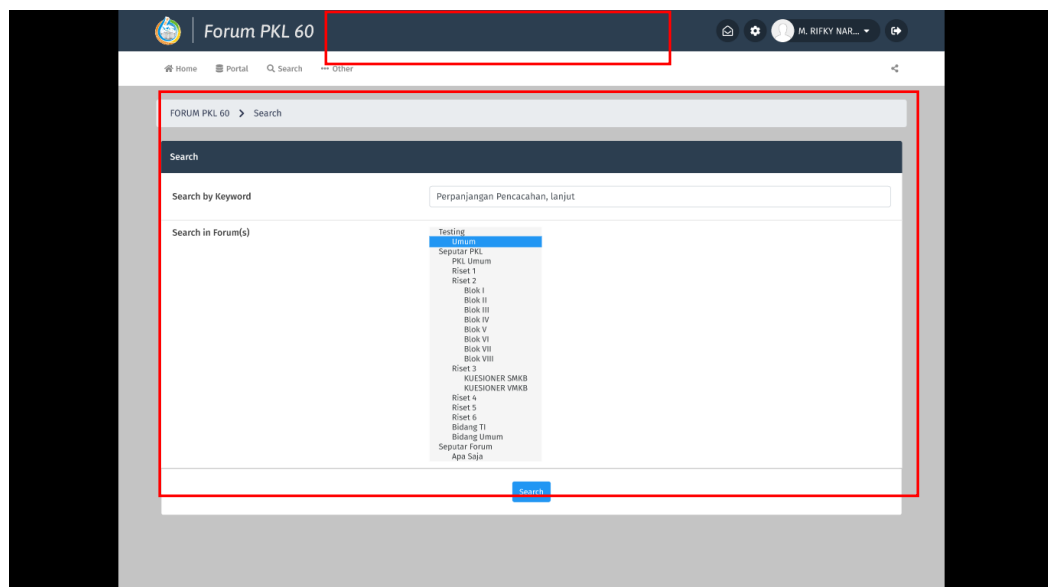 Forum PKL 60
M. RIFKY NAR...
Home Portal Search Other
FORUM PKL 60 Search
Search
Search by Keyword Perpanjangan Pencacahan, lanjut
Search in Forum(s)
Testing
Umum
Seputar PKL
PKL Umum
Riset 1
Riset 2
Blok I
Blok II
Blok III
Blok IV
Blok V
Blok VI
Blok VII
Blok VIII
Riset 3
KUESIONER SMKB
KUESIONER VMKB
Riset 4
Riset 5
Riset 6
Bidang TI
Bidang Umum
Seputar Forum
Apa Saja
Search